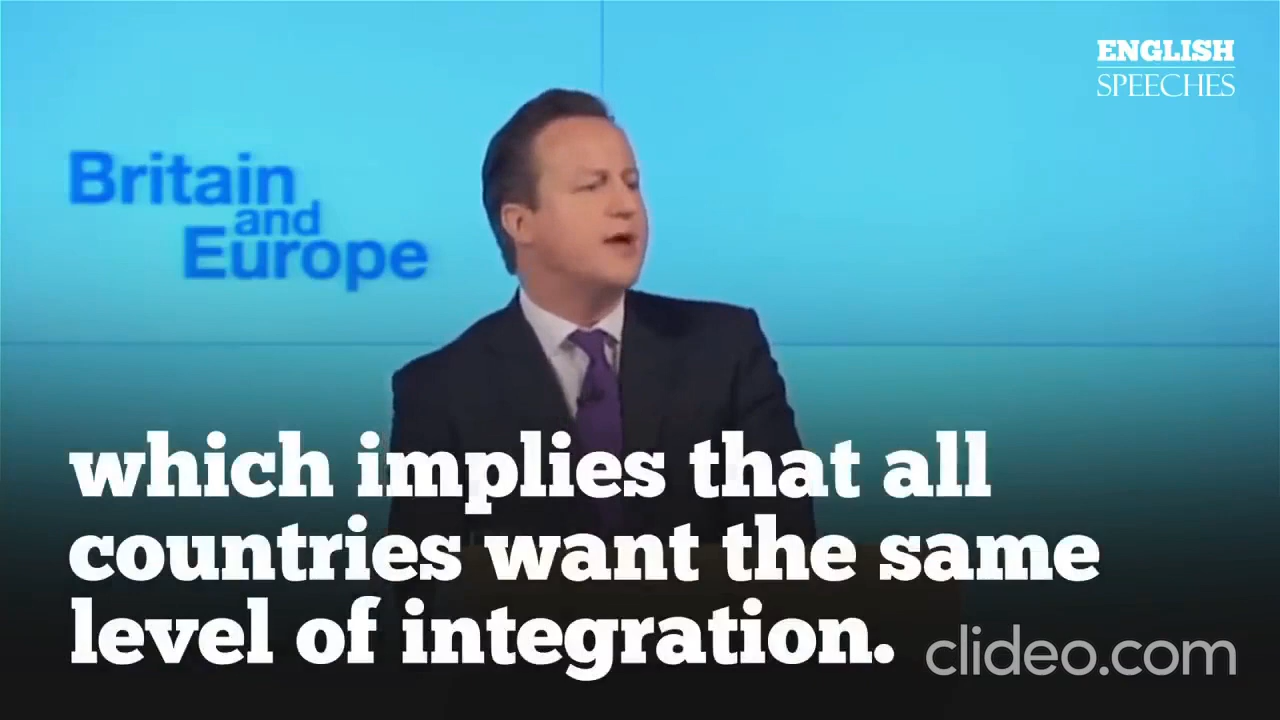 ENGLISH
SPEECHES
Britain
and
Europe
which implies that all
countries want the same
level of integration.
clideo.com